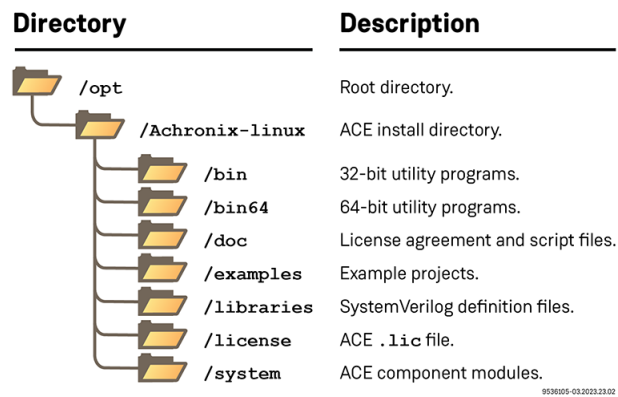 Directory Description
/opt Root directory.
/Achronix-linux ACE install directory.
/bin 32-bit utility programs.
/bin64 64-bit utility programs.
/doc License agreement and script files.
/examples Example projects.
/libraries SystemVerilog definition files.
/license ACE .lic file.
/system ACE component modules.
9536105-03.2023.23.02